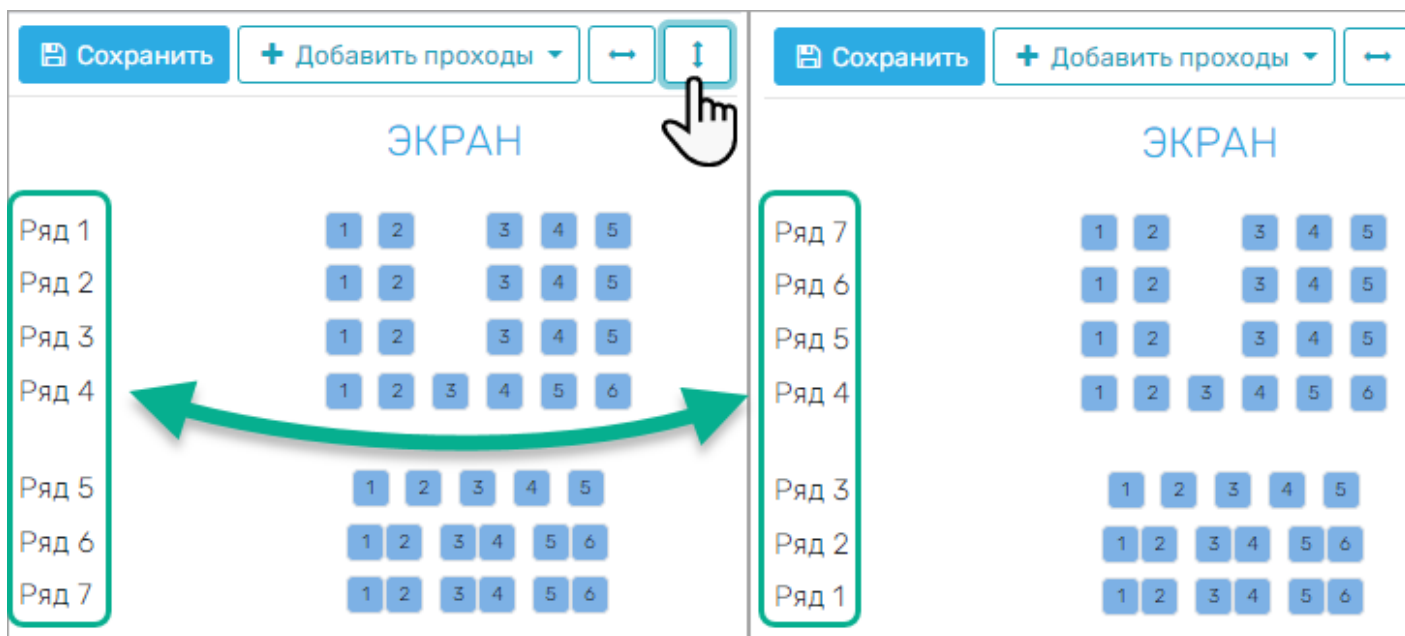 Сохранить + Добавить проходы
ЭКРАН
Ряд 1 1 2 3 4 5
Ряд 2 1 2 3 4 5
Ряд 3 1 2 3 4 5
Ряд 4 1 2 3 4 5 6
Ряд 5 1 2 3 4 5
Ряд 6 1 2 3 4 5 6
Ряд 7 1 2 3 4 5 6
Сохранить + Добавить проходы
ЭКРАН
Ряд 7 1 2 3 4 5
Ряд 6 1 2 3 4 5
Ряд 5 1 2 3 4 5
Ряд 4 1 2 3 4 5 6
Ряд 3 1 2 3 4 5
Ряд 2 1 2 3 4 5 6
Ряд 1 1 2 3 4 5 6